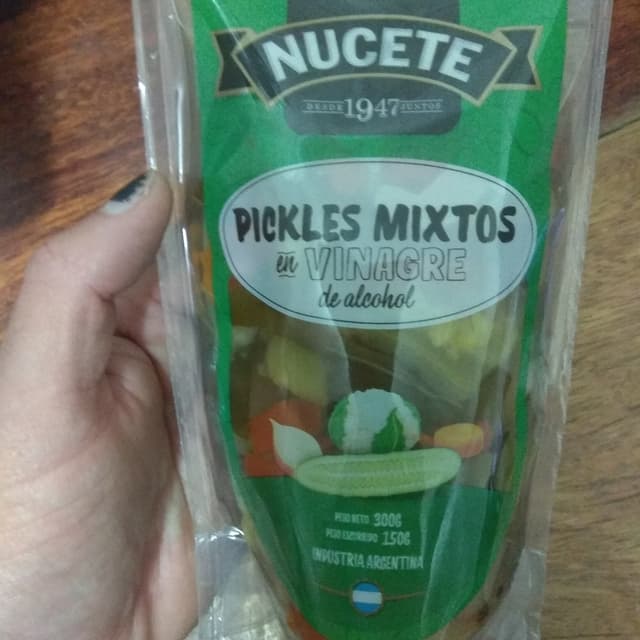 NUCETE
DESDE 1947 JUNTOS
PICKLES MIXTOS
en VINAGRE
de alcohol
PESO NETO 300G
PESO ESCURRIDO 150G
INDUSTRIA ARGENTINA